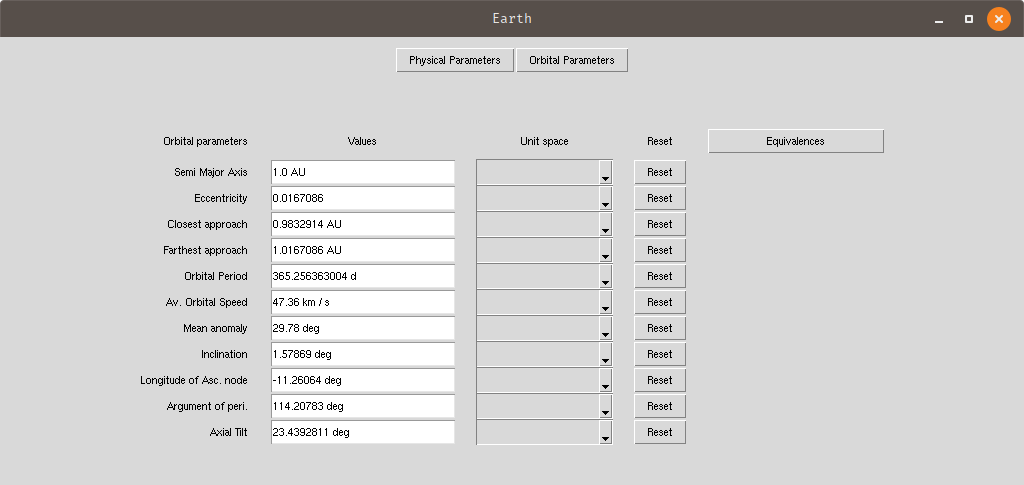 Earth
Physical Parameters Orbital Parameters
Orbital parameters Values Unit space Reset Equivalences
Semi Major Axis 1.0 AU Reset
Eccentricity 0.0167086 Reset
Closest approach 0.9832914 AU Reset
Farthest approach 1.0167086 AU Reset
Orbital Period 365.256363004 d Reset
Av. Orbital Speed 47.36 km / s Reset
Mean anomaly 29.78 deg Reset
Inclination 1.57869 deg Reset
Longitude of Asc. node -11.26064 deg Reset
Argument of peri. 114.20783 deg Reset
Axial Tilt 23.4392811 deg Reset